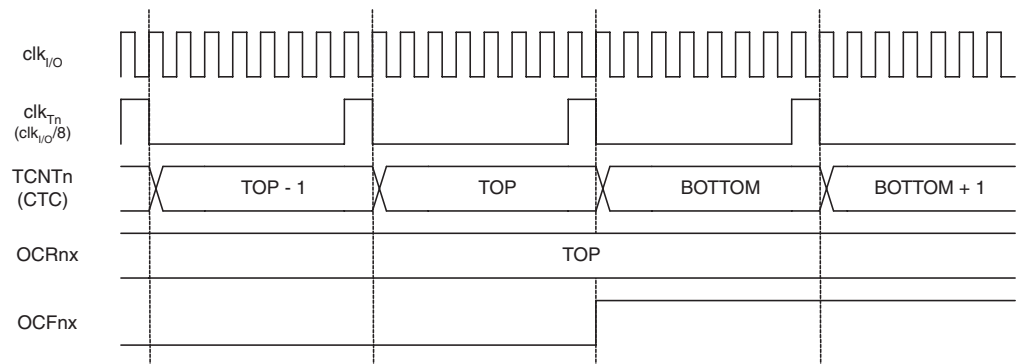 clkI/O
clkTn
(clkI/O/8)
TCNTn
(CTC)
TOP - 1
TOP
BOTTOM
BOTTOM + 1
OCRnx
TOP
OCFnx